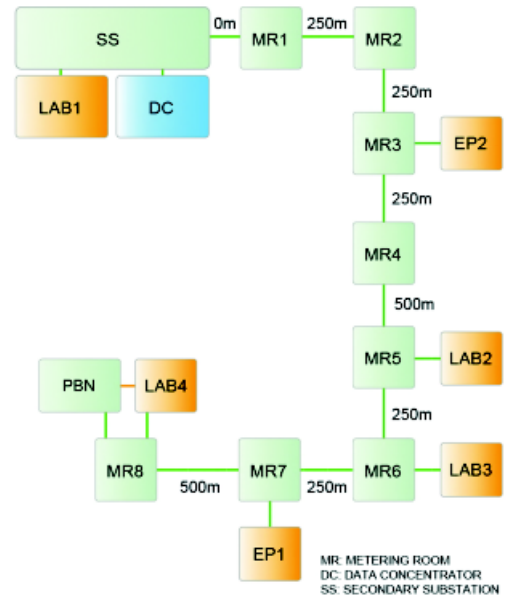 SS
0m
MR1
250m
MR2
LAB1
DC
250m
MR3
EP2
250m
MR4
500m
MR5
LAB2
PBN
LAB4
250m
MR8
500m
MR7
250m
MR6
LAB3
EP1
MR: METERING ROOM
DC: DATA CONCENTRATOR
SS: SECONDARY SUBSTATION